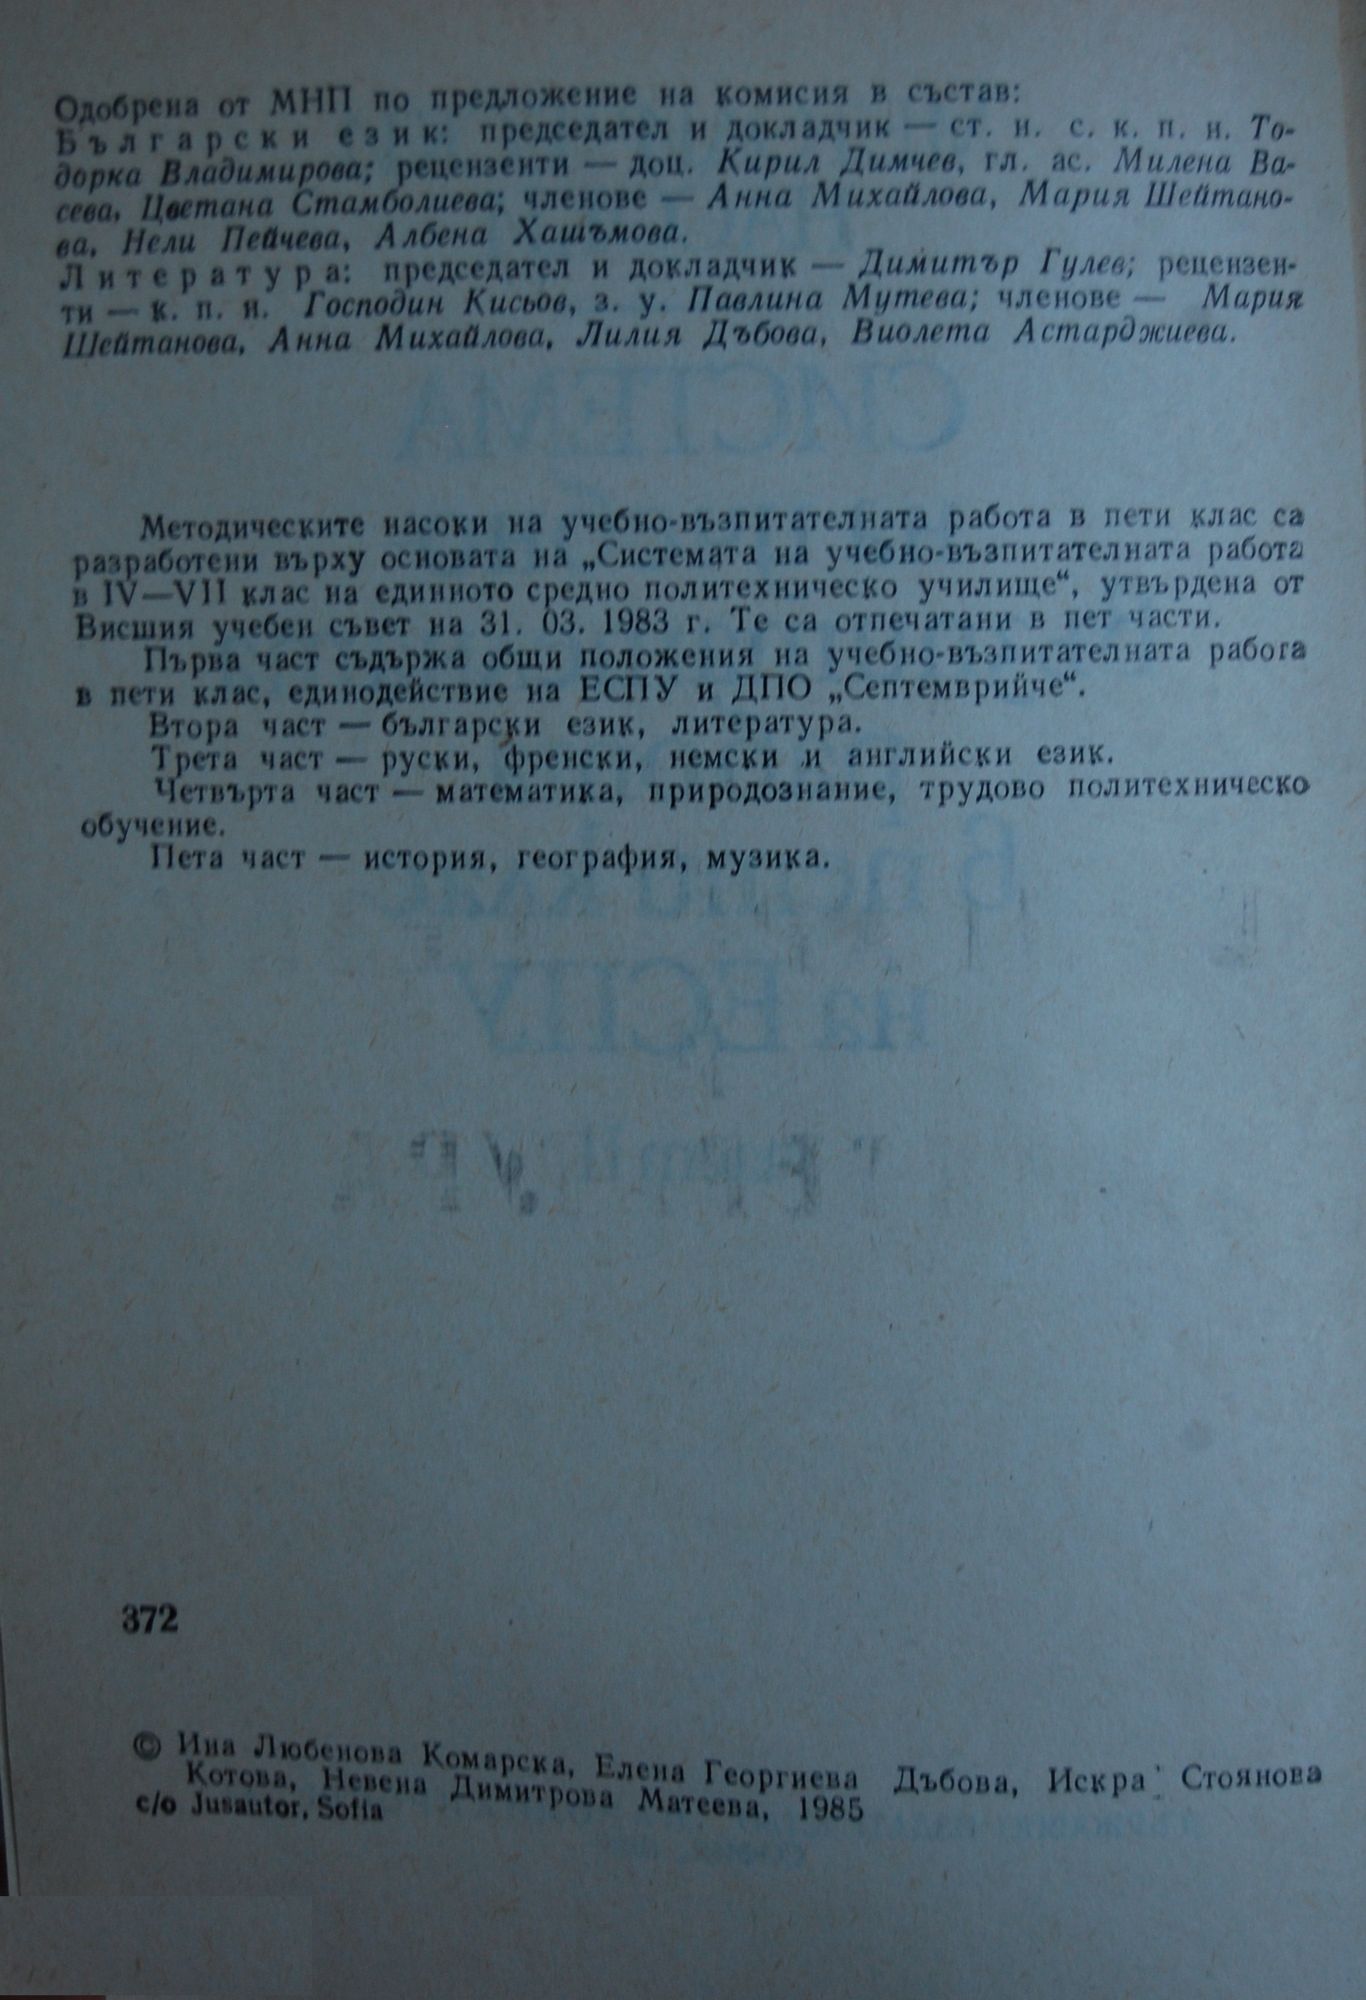 Одобрена от МНП по предложение на комисия в състав:
Български език: председател и докладчик — ст. н. с. к. п. н. То-
дорка Владимирова; рецензенти — доц. Кирил Димчев, гл. ас. Милена Ва-
сева, Цветана Стамболиева; членове — Анна Михайлова, Мария Шейтано-
ва, Нели Пейчева, Албена Хашъмова.
Литература: председател и докладчик — Димитър Гулев; рецензен-
ти — к. п. н. Господин Кисьов, з. у. Павлина Мутева; членове — Мария
Шейтанова, Анна Михайлова, Лилия Дъбова, Виолета Астарджиева.
СИСТЕМА
Методическите насоки на учебно-възпитателната работа в пети клас са
разработени върху основата на „Системата на учебно-възпитателната работа
в IV—VII клас на единното средно политехническо училище“, утвърдена от
Висшия учебен съвет на 31. 03. 1983 г. Те са отпечатани в пет части.
Първа част съдържа общи положения на учебно-възпитателната работа
в пети клас, единодействие на ЕСПУ и ДПО „Септемврийче“.
Втора част — български език, литература.
Трета част — руски, френски, немски и английски език.
Четвърта част — математика, природознание, трудово политехническо
обучение.
Пета част — история, география, музика.
на ЕСПУ
372
© Ина Любенова Комарска, Елена Георгиева Дъбова, Искра Стоянова
Котова, Невена Димитрова Матеева, 1985
c/o Jusautor, Sofia